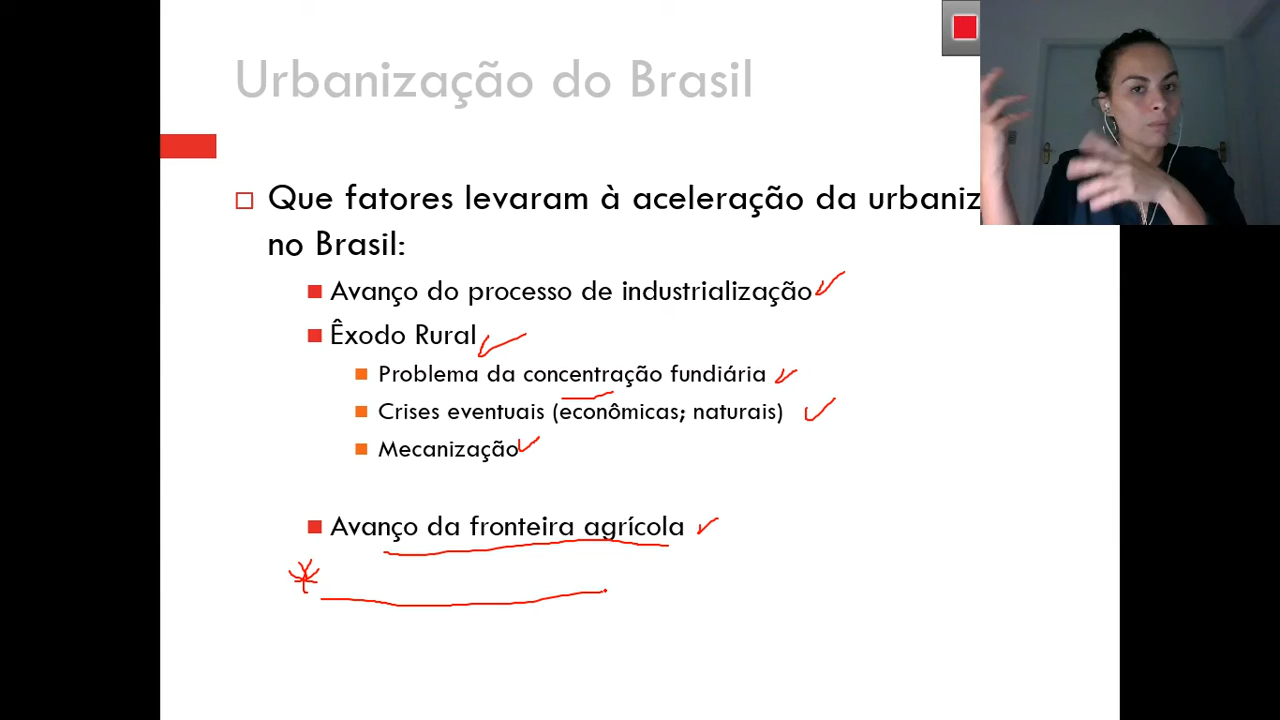 Urbanização do Brasil
Que fatores levaram à aceleração da urbaniz
no Brasil:
Avanço do processo de industrialização
Êxodo Rural
Problema da concentração fundiária
Crises eventuais (econômicas; naturais)
Mecanização
Avanço da fronteira agrícola
*